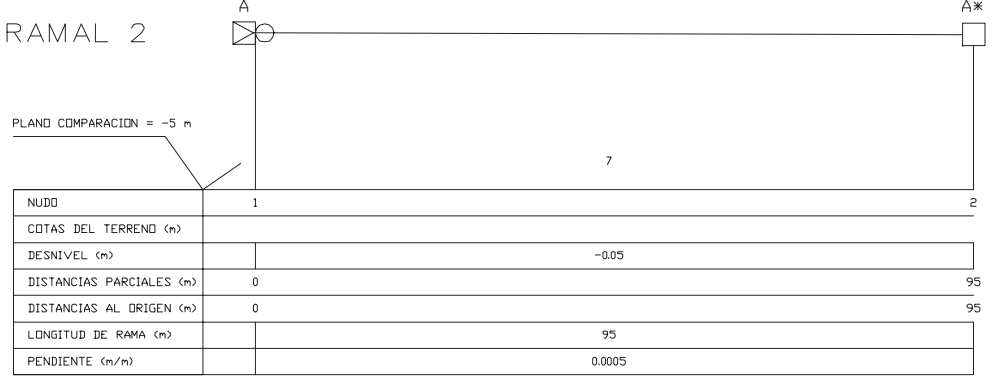 A A*
RAMAL 2
PLANO COMPARACION = -5 m
7
NUDO 1 2
COTAS DEL TERRENO (m)
DESNIVEL (m) -0.05
DISTANCIAS PARCIALES (m) 0 95
DISTANCIAS AL ORIGEN (m) 0 95
LONGITUD DE RAMA (m) 95
PENDIENTE (m/m) 0.0005